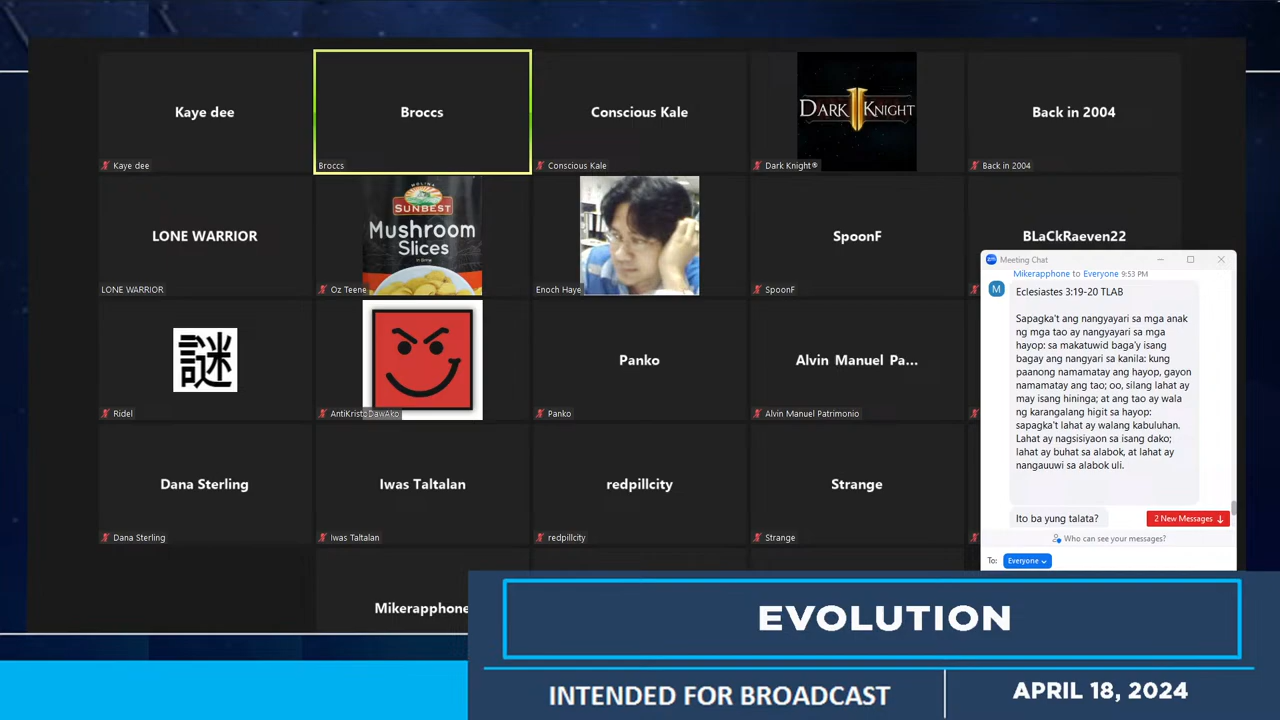 Kaye dee
Kaye dee
Broccs
Broccs
Conscious Kale
Conscious Kale
DARK II KNIGHT
Dark Knight®
Back in 2004
Back in 2004
LONE WARRIOR
LONE WARRIOR
MOLINA
SUNBEST
Mushroom
Slices
in Brine
Oz Teene
Enoch Haye
SpoonF
SpoonF
BLaCkRaeven22
謎
Ridel
AntiKristoDawAko
Panko
Panko
Alvin Manuel Pa...
Alvin Manuel Patrimonio
Dana Sterling
Dana Sterling
Iwas Taltalan
Iwas Taltalan
redpillcity
redpillcity
Strange
Strange
Mikerapphone
Meeting Chat
Mikerapphone to Everyone 9:53 PM
M
Eclesiastes 3:19-20 TLAB
Sapagka't ang nangyayari sa mga anak
ng mga tao ay nangyayari sa mga
hayop: sa makatuwid baga'y isang
bagay ang nangyari sa kanila: kung
paanong namamatay ang hayop, gayon
namamatay ang tao; oo, silang lahat ay
may isang hininga; at ang tao ay wala
ng karangalang higit sa hayop:
sapagka't lahat ay walang kabuluhan.
Lahat ay nagsisiyaon sa isang dako;
lahat ay buhat sa alabok, at lahat ay
nangauuwi sa alabok uli.
Ito ba yung talata?
2 New Messages
Who can see your messages?
To: Everyone
EVOLUTION
INTENDED FOR BROADCAST
APRIL 18, 2024